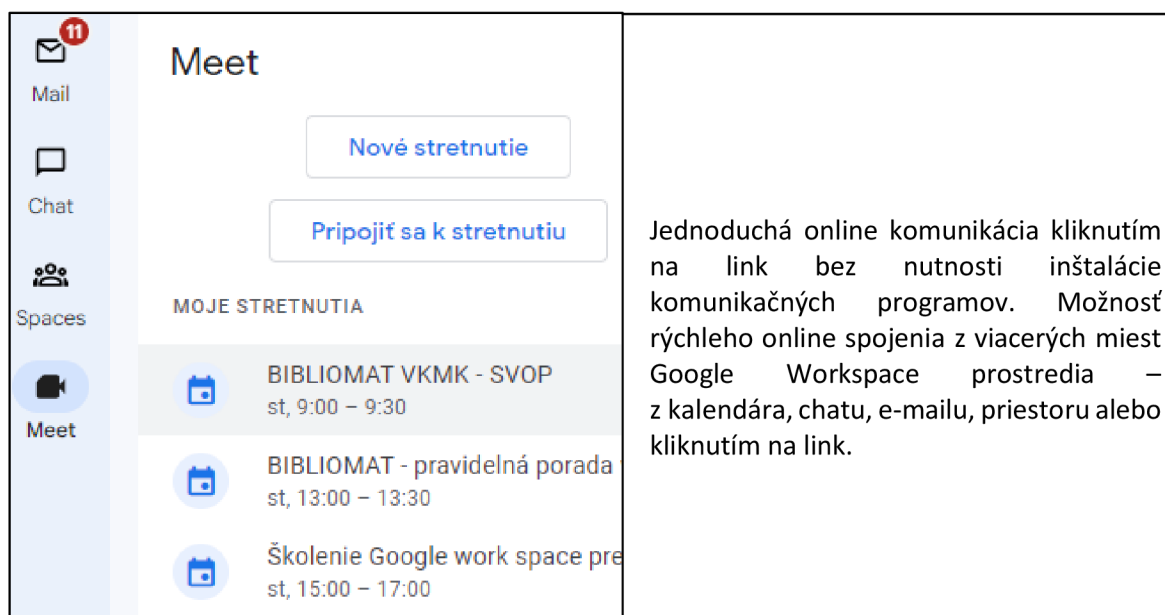 11
Mail
Chat
Spaces
Meet
Meet
Nové stretnutie
Pripojiť sa k stretnutiu
MOJE STRETNUTIA
BIBLIOMAT VKMK - SVOP
st, 9:00 – 9:30
BIBLIOMAT - pravidelná porada
st, 13:00 – 13:30
Školenie Google work space pre
st, 15:00 – 17:00
Jednoduchá online komunikácia kliknutím
na link bez nutnosti inštalácie
komunikačných programov. Možnosť
rýchleho online spojenia z viacerých miest
Google Workspace prostredia –
z kalendára, chatu, e-mailu, priestoru alebo
kliknutím na link.